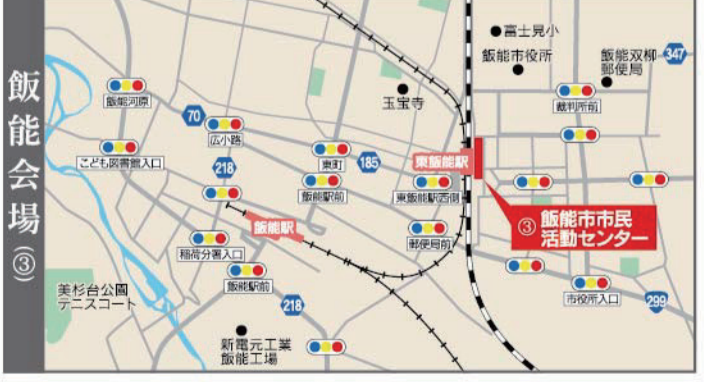 飯能会場(③)
富士見小
飯能市役所
飯能双柳
郵便局
347
飯能河原
玉宝寺
裁判所前
70
広小路
こども図書館入口
東町
185
東飯能駅
218
飯能駅前
東飯能駅西側
③ 飯能市市民
活動センター
飯能駅
郵便局前
稲荷分署入口
飯能駅前
美杉台公園
テニスコート
218
市役所入口
299
新電元工業
飯能工場